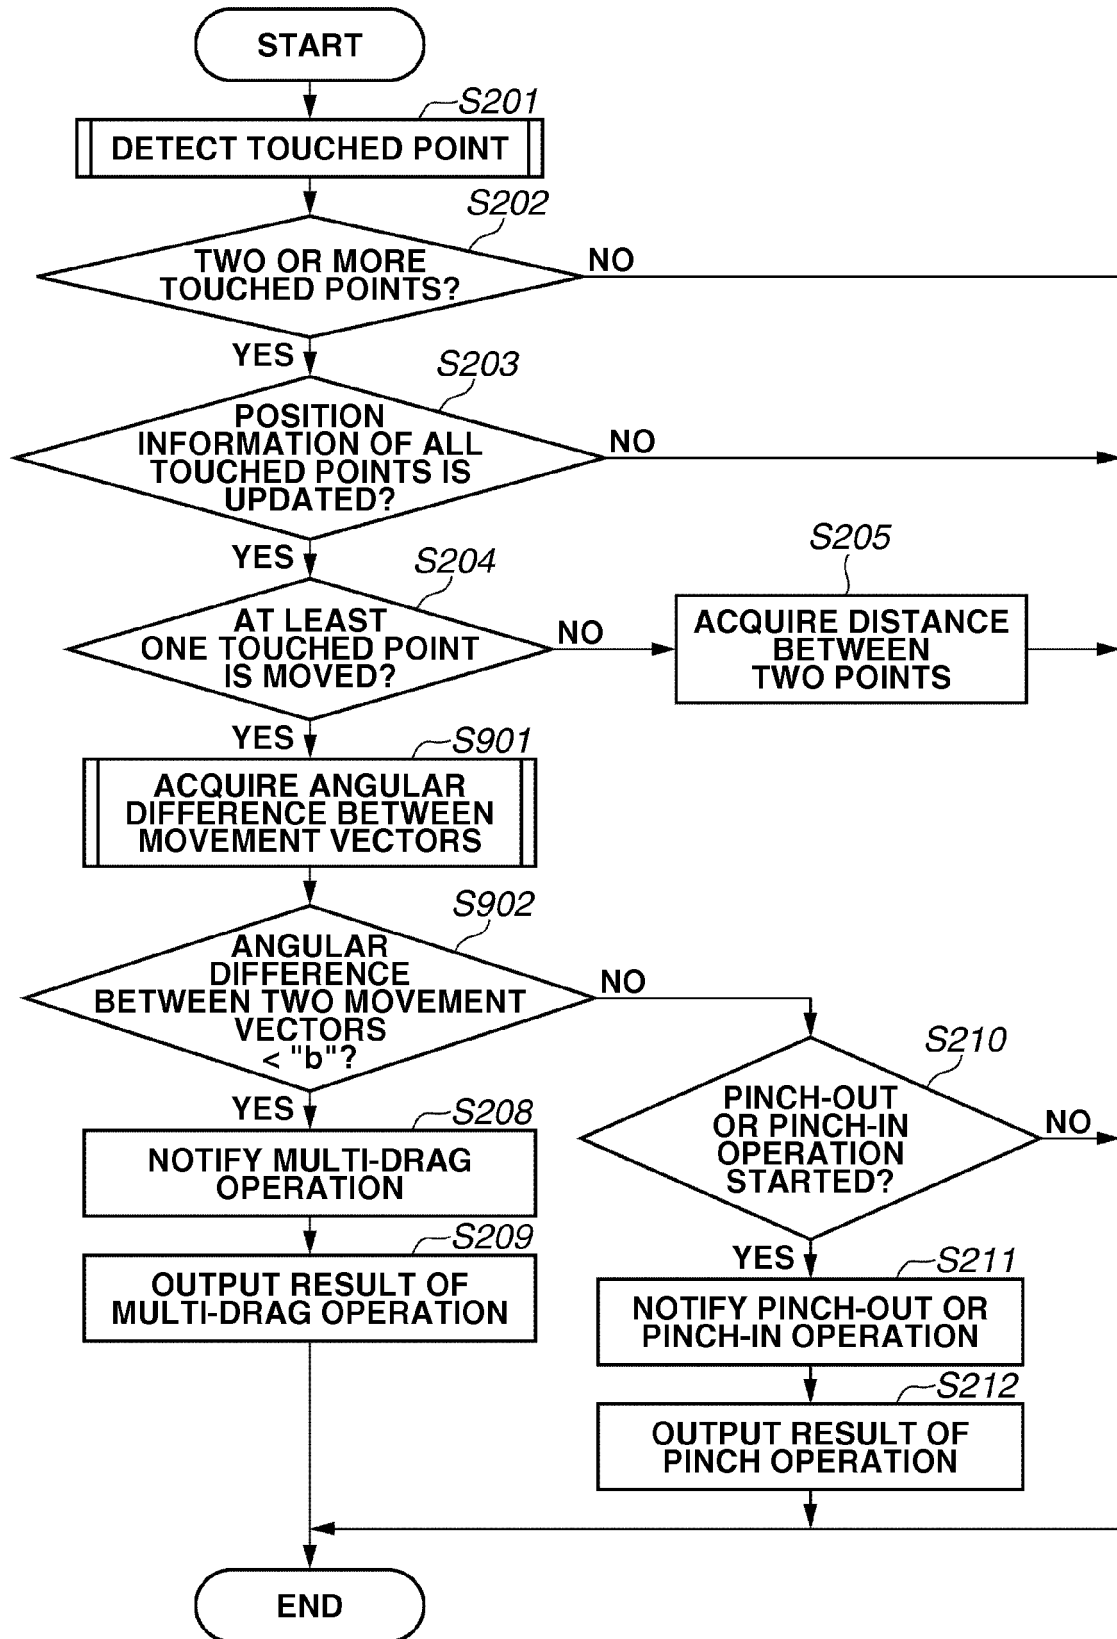 START
S201
DETECT TOUCHED POINT
S202
TWO OR MORE
TOUCHED POINTS?
NO
YES
S203
POSITION
INFORMATION OF ALL
TOUCHED POINTS IS
UPDATED?
NO
YES
S204
AT LEAST
ONE TOUCHED POINT
IS MOVED?
NO
S205
ACQUIRE DISTANCE
BETWEEN
TWO POINTS
YES
S901
ACQUIRE ANGULAR
DIFFERENCE BETWEEN
MOVEMENT VECTORS
S902
ANGULAR
DIFFERENCE
BETWEEN TWO MOVEMENT
VECTORS
< "b"?
NO
YES
S208
NOTIFY MULTI-DRAG
OPERATION
S209
OUTPUT RESULT OF
MULTI-DRAG OPERATION
S210
PINCH-OUT
OR PINCH-IN
OPERATION
STARTED?
NO
YES
S211
NOTIFY PINCH-OUT OR
PINCH-IN OPERATION
S212
OUTPUT RESULT OF
PINCH OPERATION
END